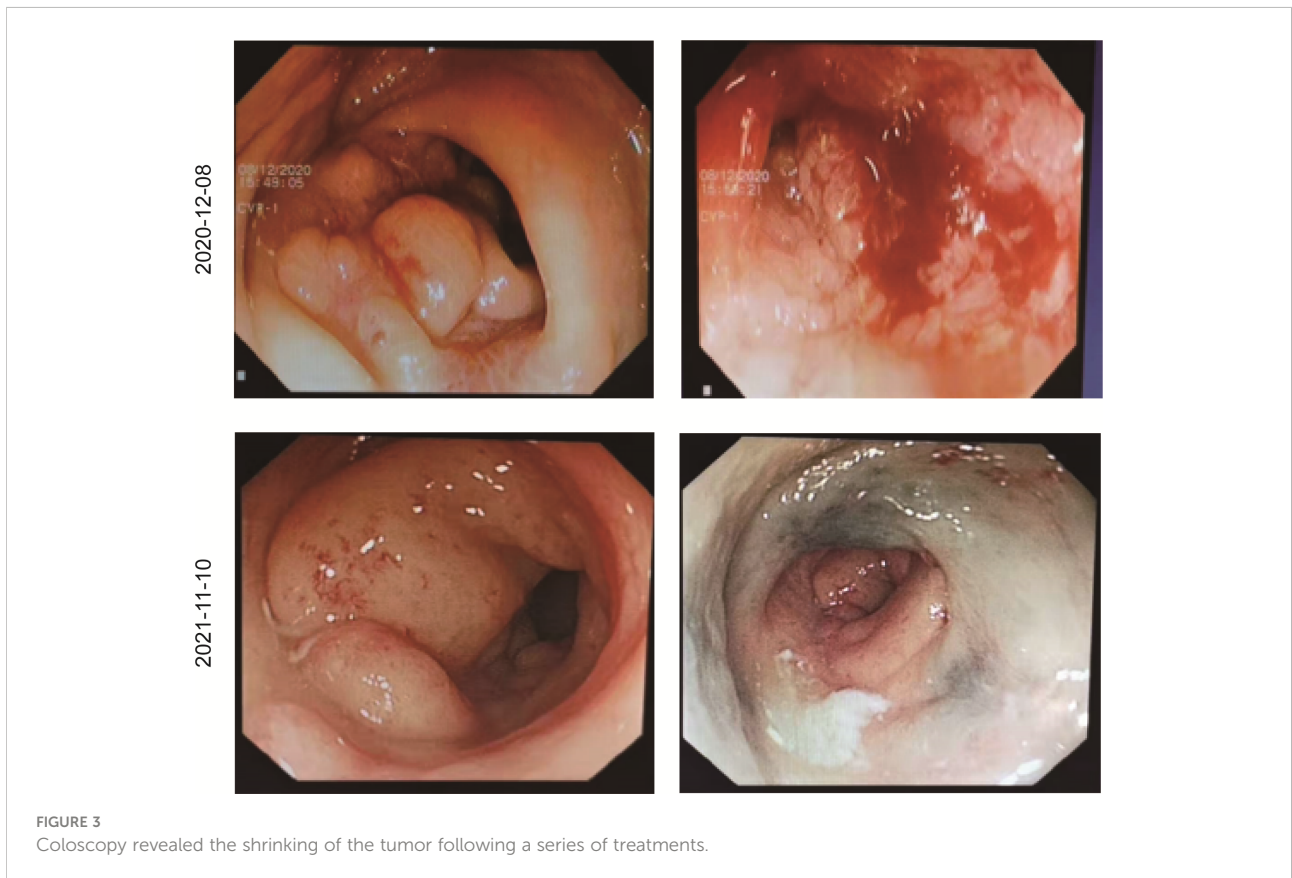 2020-12-08
08/12/2020
15:49:05
CVP-1
08/12/2020
CVP-1
2021-11-10
FIGURE 3
Coloscopy revealed the shrinking of the tumor following a series of treatments.